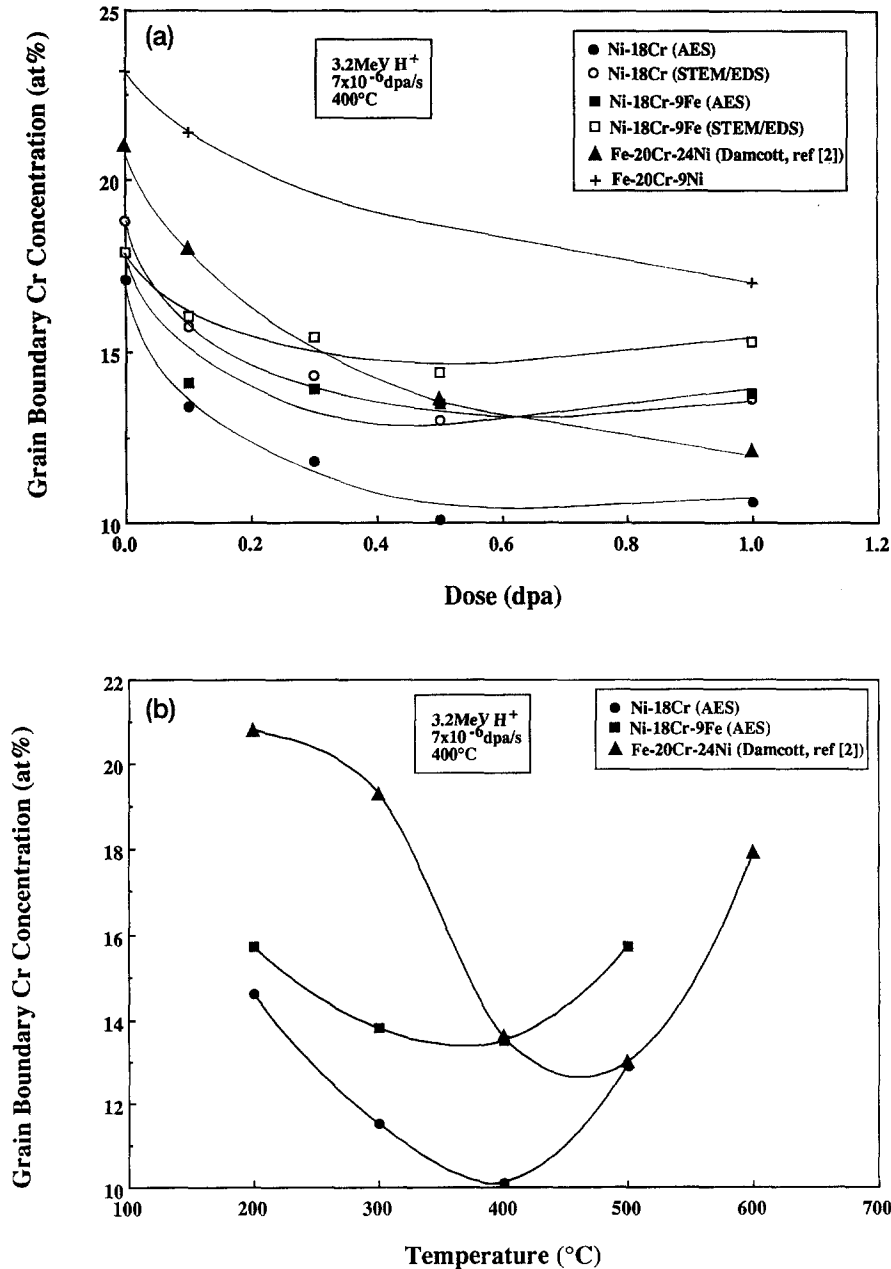 (a)
3.2MeV H+
7x10-6dpa/s
400°C
Ni-18Cr (AES)
Ni-18Cr (STEM/EDS)
Ni-18Cr-9Fe (AES)
Ni-18Cr-9Fe (STEM/EDS)
Fe-20Cr-24Ni (Damcott, ref [2])
Fe-20Cr-9Ni
Grain Boundary Cr Concentration (at%)
25
20
15
10
0.0 0.2 0.4 0.6 0.8 1.0 1.2
Dose (dpa)
(b)
3.2MeV H+
7x10-6dpa/s
400°C
Ni-18Cr (AES)
Ni-18Cr-9Fe (AES)
Fe-20Cr-24Ni (Damcott, ref [2])
Grain Boundary Cr Concentration (at%)
22
20
18
16
14
12
10
100 200 300 400 500 600 700
Temperature (°C)